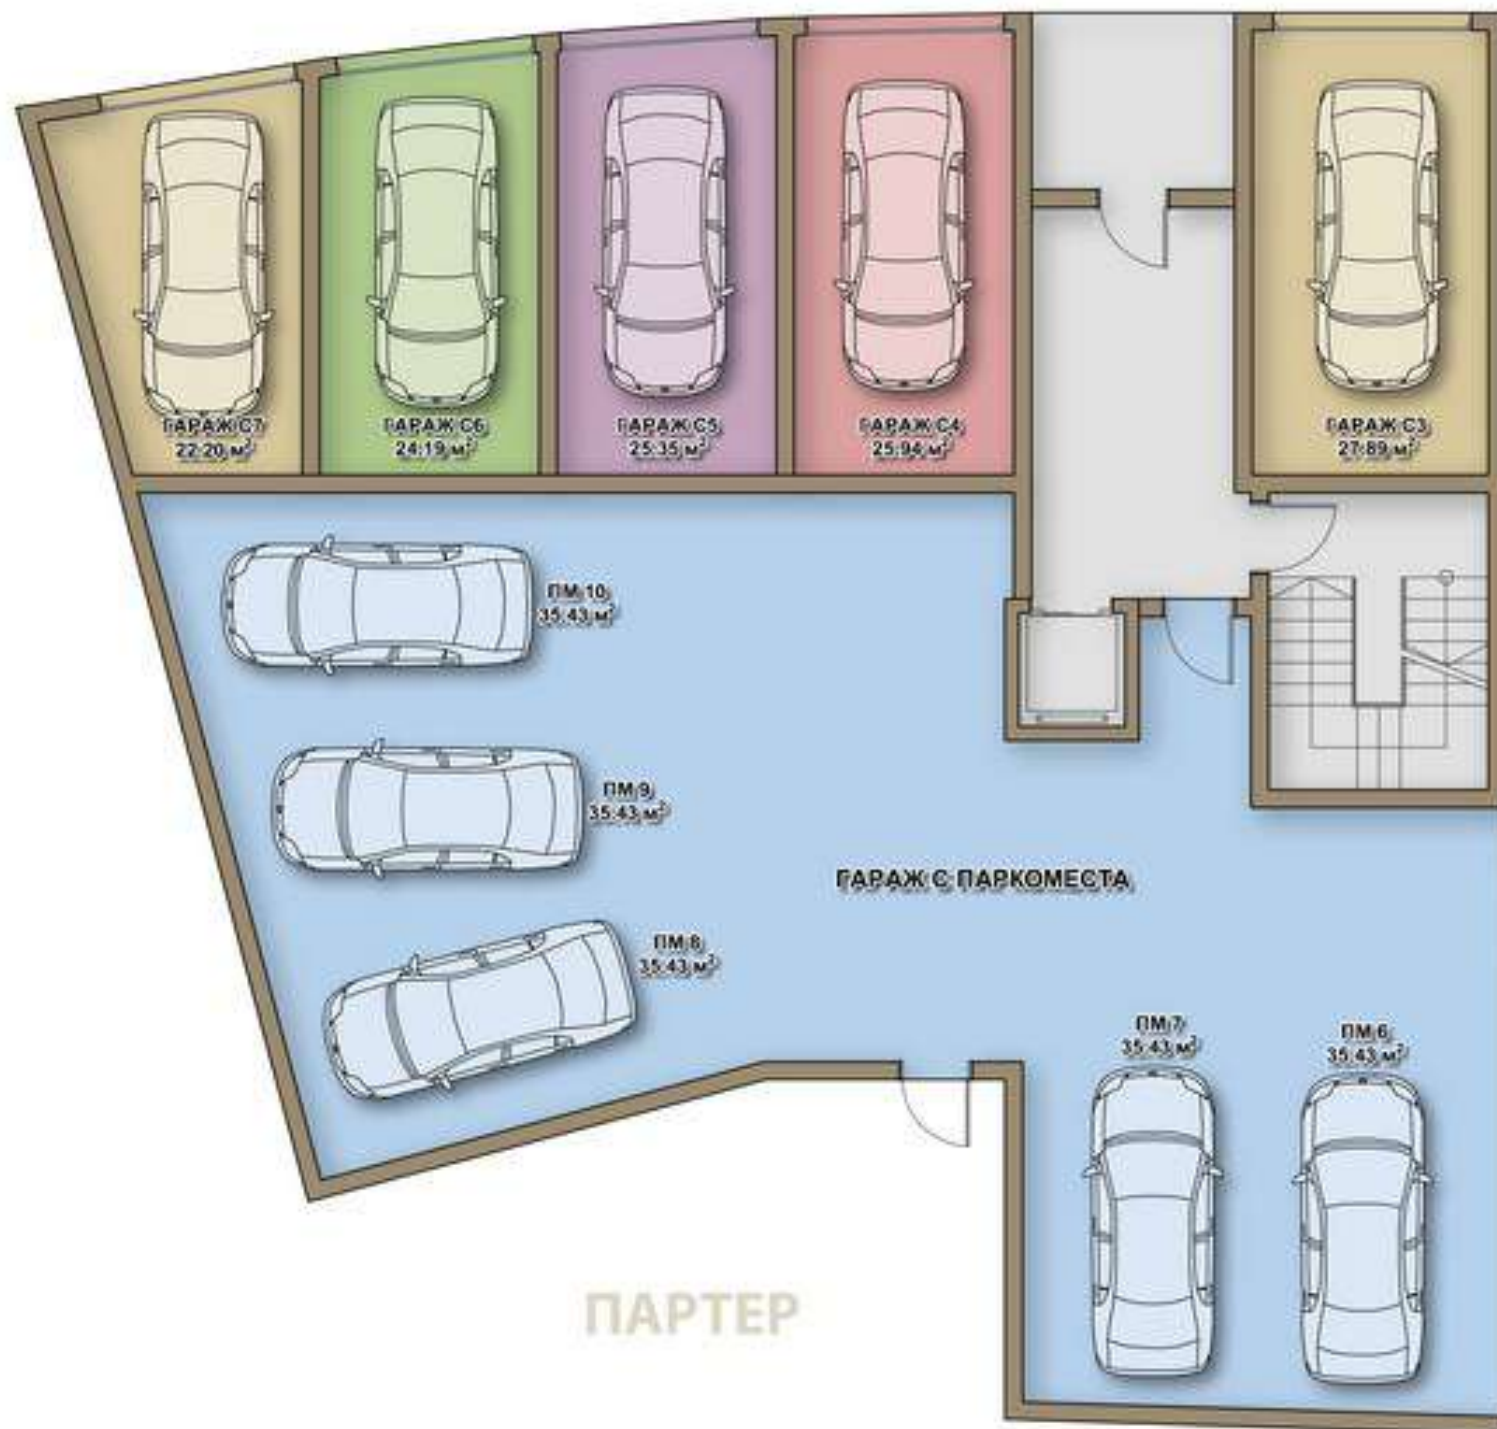 ГАРАЖ С7
22.20 м²
ГАРАЖ С6
24.19 м²
ГАРАЖ С5
25.35 м²
ГАРАЖ С4
25.94 м²
ГАРАЖ С3
27.89 м²
ПМ 10
35.43 м²
ПМ 9
35.43 м²
ГАРАЖ С ПАРКОМЕСТА
ПМ 8
35.43 м²
ПМ 7
35.43 м²
ПМ 6
35.43 м²
ПАРТЕР